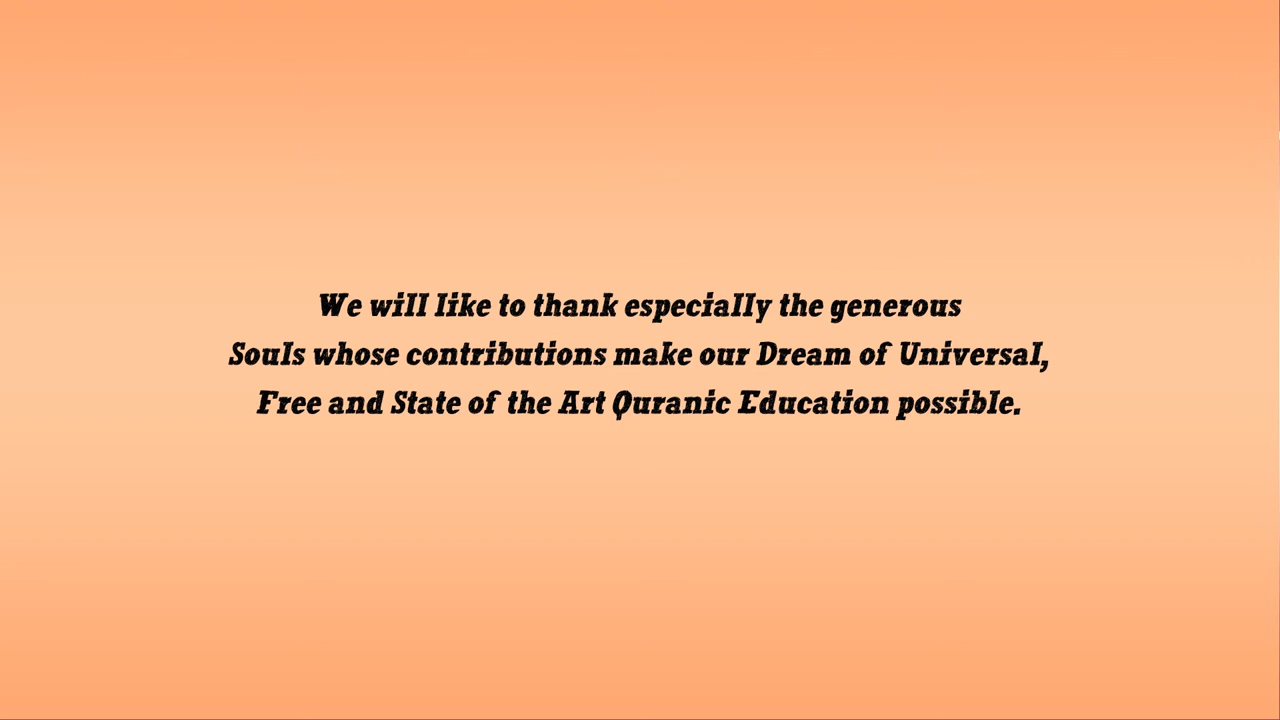 We will like to thank especially the generous
Souls whose contributions make our Dream of Universal,
Free and State of the Art Quranic Education possible.